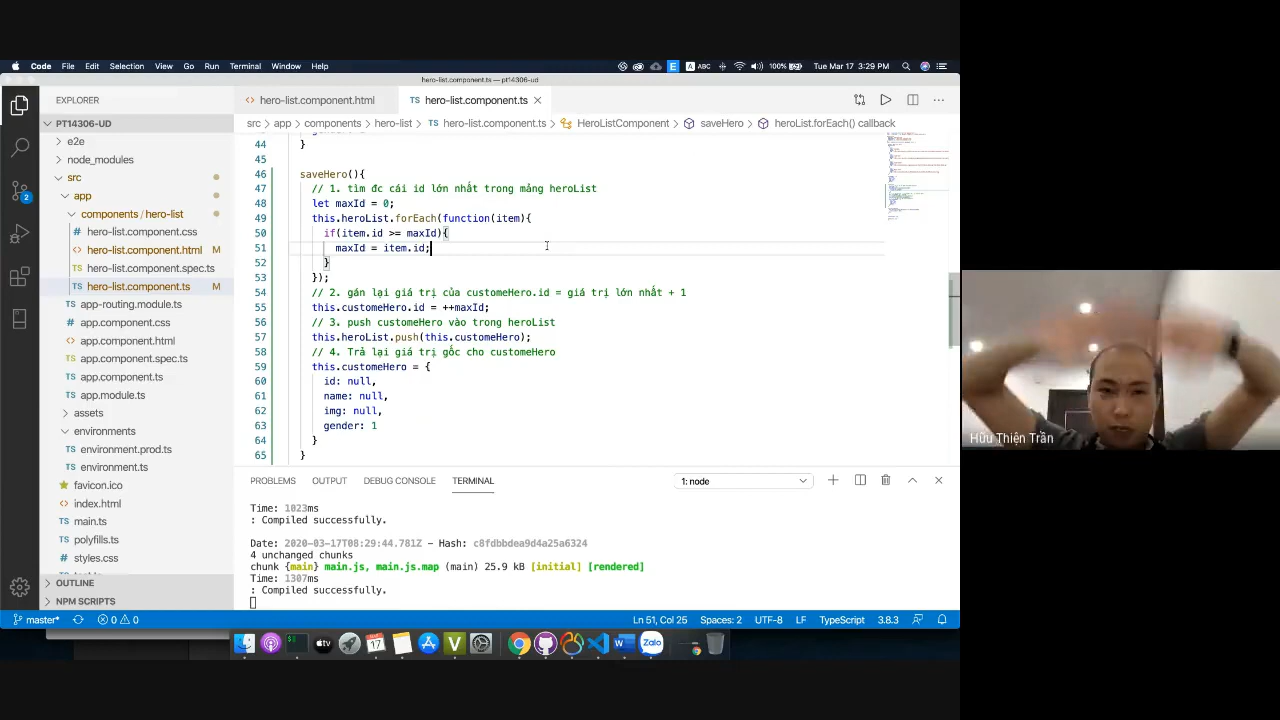 Code File Edit Selection View Go Run Terminal Window Help
E A ABC 100% Tue Mar 17 3:29 PM
hero-list.component.ts — pt14306-ud
EXPLORER
PT14306-UD
e2e
node_modules
src
app
components / hero-list
hero-list.component.css
hero-list.component.html M
hero-list.component.spec.ts
hero-list.component.ts M
app-routing.module.ts
app.component.css
app.component.html
app.component.spec.ts
app.component.ts
app.module.ts
assets
environments
environment.prod.ts
environment.ts
favicon.ico
index.html
main.ts
polyfills.ts
styles.css
OUTLINE
NPM SCRIPTS
2
hero-list.component.html
TS hero-list.component.ts
src > app > components > hero-list > TS hero-list.component.ts > HeroListComponent > saveHero > heroList.forEach() callback
44 }
45
46 saveHero(){
47 // 1. tìm đc cái id lớn nhất trong mảng heroList
48 let maxId = 0;
49 this.heroList.forEach(function(item){
50 if(item.id >= maxId){
51 maxId = item.id;
52 }
53 });
54 // 2. gán lại giá trị của customeHero.id = giá trị lớn nhất + 1
55 this.customeHero.id = ++maxId;
56 // 3. push customeHero vào trong heroList
57 this.heroList.push(this.customeHero);
58 // 4. Trả lại giá trị gốc cho customeHero
59 this.customeHero = {
60 id: null,
61 name: null,
62 img: null,
63 gender: 1
64 }
65 }
PROBLEMS OUTPUT DEBUG CONSOLE TERMINAL 1: node
Time: 1023ms
: Compiled successfully.
Date: 2020-03-17T08:29:44.781Z - Hash: c8fdbbdea9d4a25a6324
4 unchanged chunks
chunk {main} main.js, main.js.map (main) 25.9 kB [initial] [rendered]
Time: 1307ms
: Compiled successfully.
master* 0 0 Ln 51, Col 25 Spaces: 2 UTF-8 LF TypeScript 3.8.3
tv 17 V W Zalo
Hữu Thiện Trần